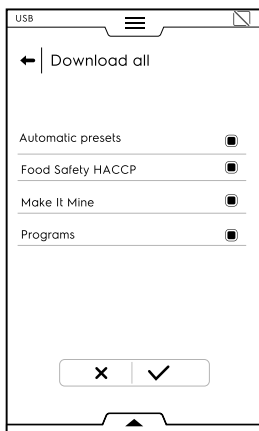 USB
Download all
Automatic presets
Food Safety HACCP
Make It Mine
Programs